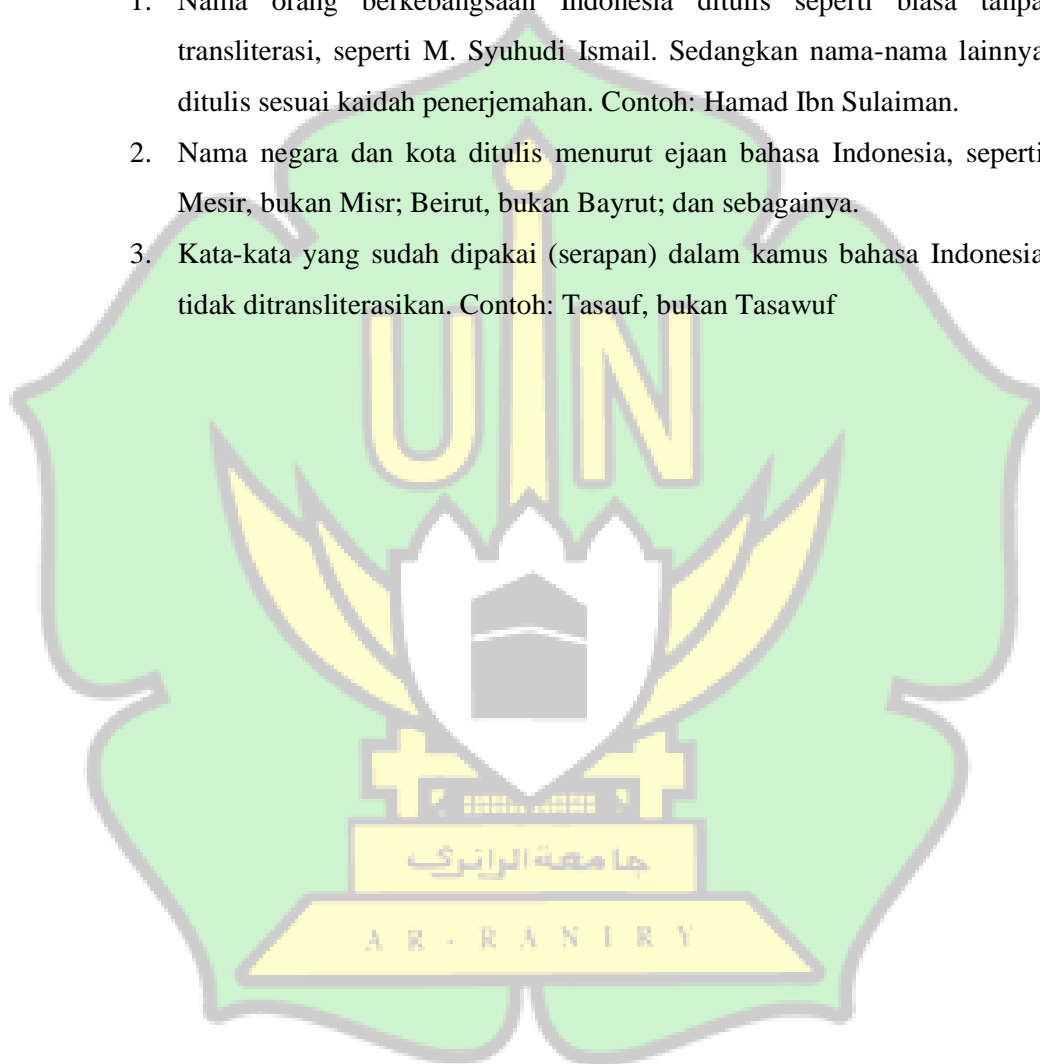 1. Nama orang berkebangsaan Indonesia ditulis seperti biasa tanpa
transliterasi, seperti M. Syuhudi Ismail. Sedangkan nama-nama lainnya
ditulis sesuai kaidah penerjemahan. Contoh: Hamad Ibn Sulaiman.
2. Nama negara dan kota ditulis menurut ejaan bahasa Indonesia, seperti
Mesir, bukan Misr; Beirut, bukan Bayrut; dan sebagainya.
3. Kata-kata yang sudah dipakai (serapan) dalam kamus bahasa Indonesia
tidak ditransliterasikan. Contoh: Tasauf, bukan Tasawuf
UIN
جامعة الرانري
AR-RANIRY